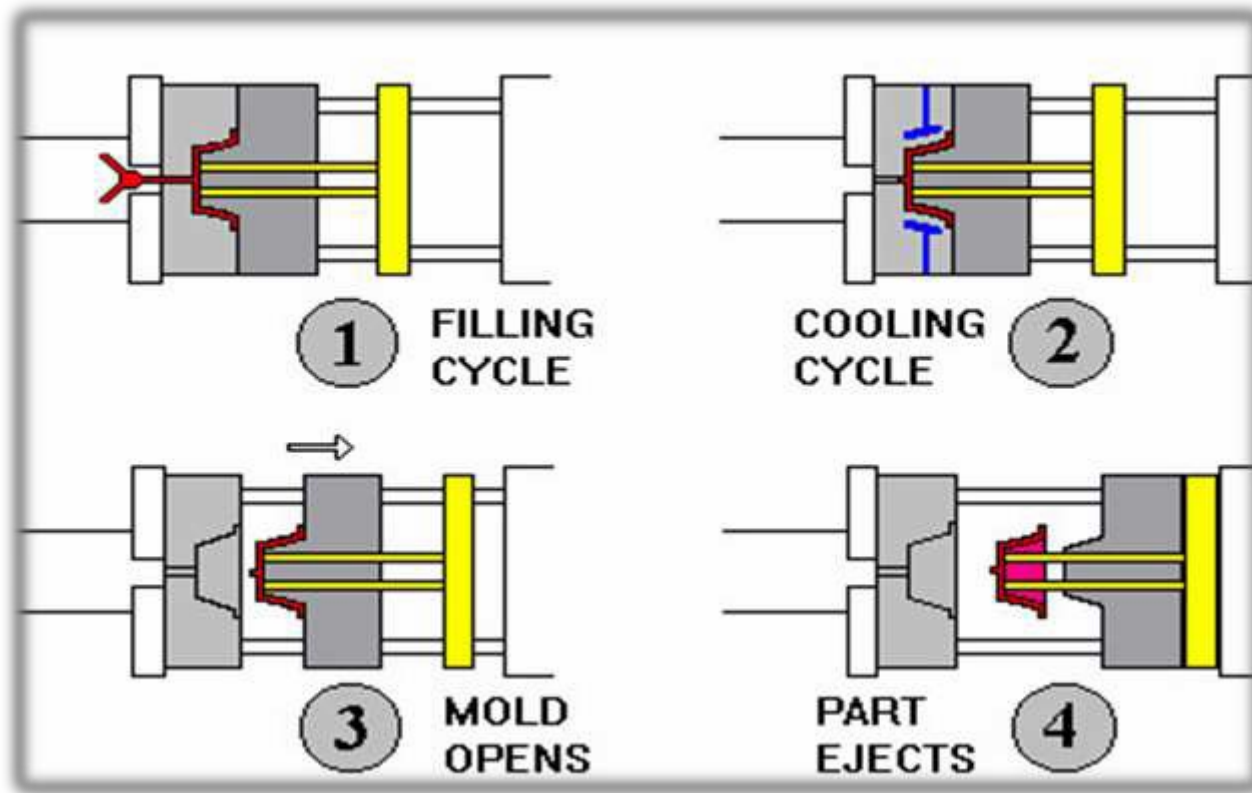 1
FILLING
CYCLE
COOLING
CYCLE
2
3
MOLD
OPENS
PART
EJECTS
4